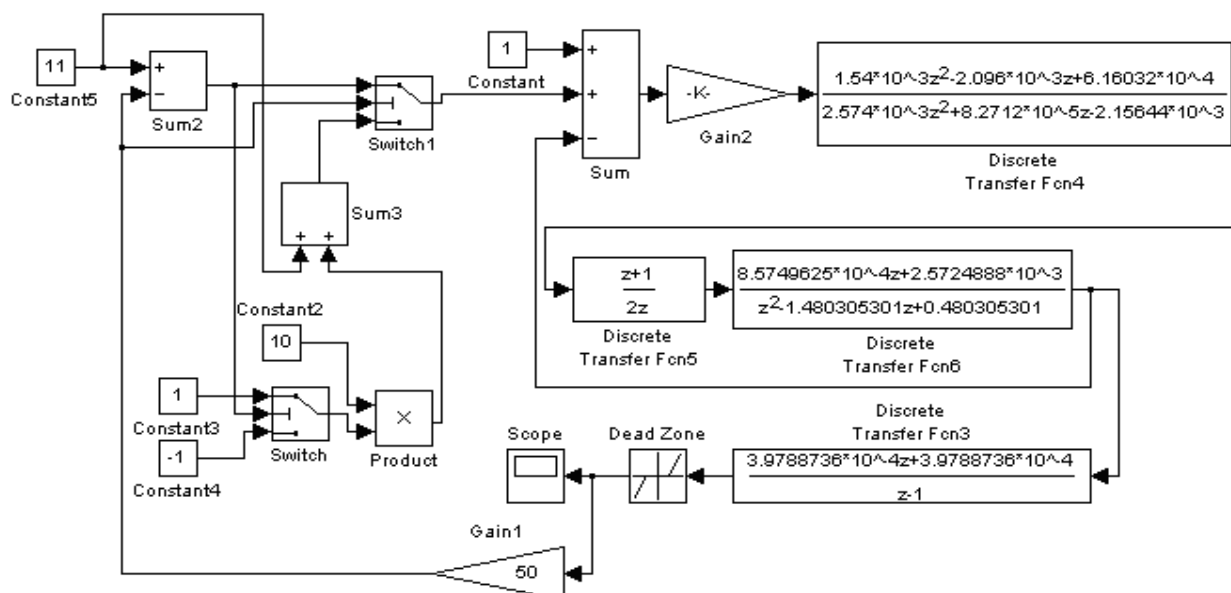 11
Constant5
+
−
Sum2
Switch1
1
Constant
+
+
−
Sum
-K-
Gain2
1.54*10^-3z²-2.096*10^-3z+6.16032*10^-4
2.574*10^-3z²+8.2712*10^-5z-2.15644*10^-3
Discrete
Transfer Fcn4
+ +
Sum3
z+1
2z
Discrete
Transfer Fcn5
8.5749625*10^-4z+2.5724888*10^-3
z²-1.480305301z+0.480305301
Discrete
Transfer Fcn6
Constant2
10
1
Constant3
-1
Constant4
Switch
×
Product
Scope
Dead Zone
Discrete
Transfer Fcn3
3.9788736*10^-4z+3.9788736*10^-4
z-1
Gain1
50